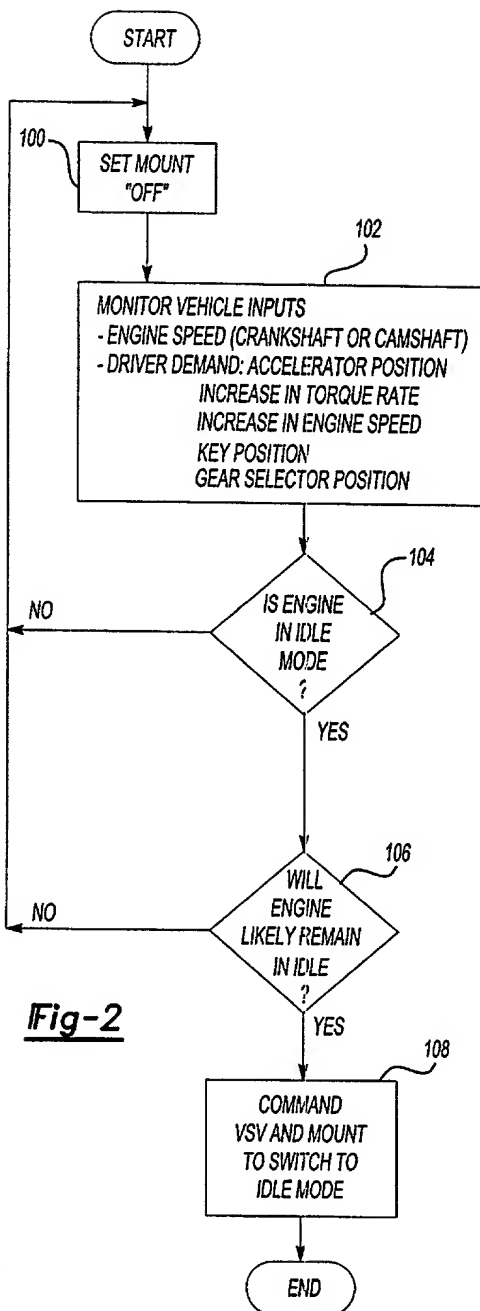 START
100
SET MOUNT
"OFF"
102
MONITOR VEHICLE INPUTS
- ENGINE SPEED (CRANKSHAFT OR CAMSHAFT)
- DRIVER DEMAND: ACCELERATOR POSITION
INCREASE IN TORQUE RATE
INCREASE IN ENGINE SPEED
KEY POSITION
GEAR SELECTOR POSITION
104
NO
IS ENGINE
IN IDLE
MODE
?
YES
106
NO
WILL
ENGINE
LIKELY REMAIN
IN IDLE
?
YES
Fig-2
108
COMMAND
VSV AND MOUNT
TO SWITCH TO
IDLE MODE
END